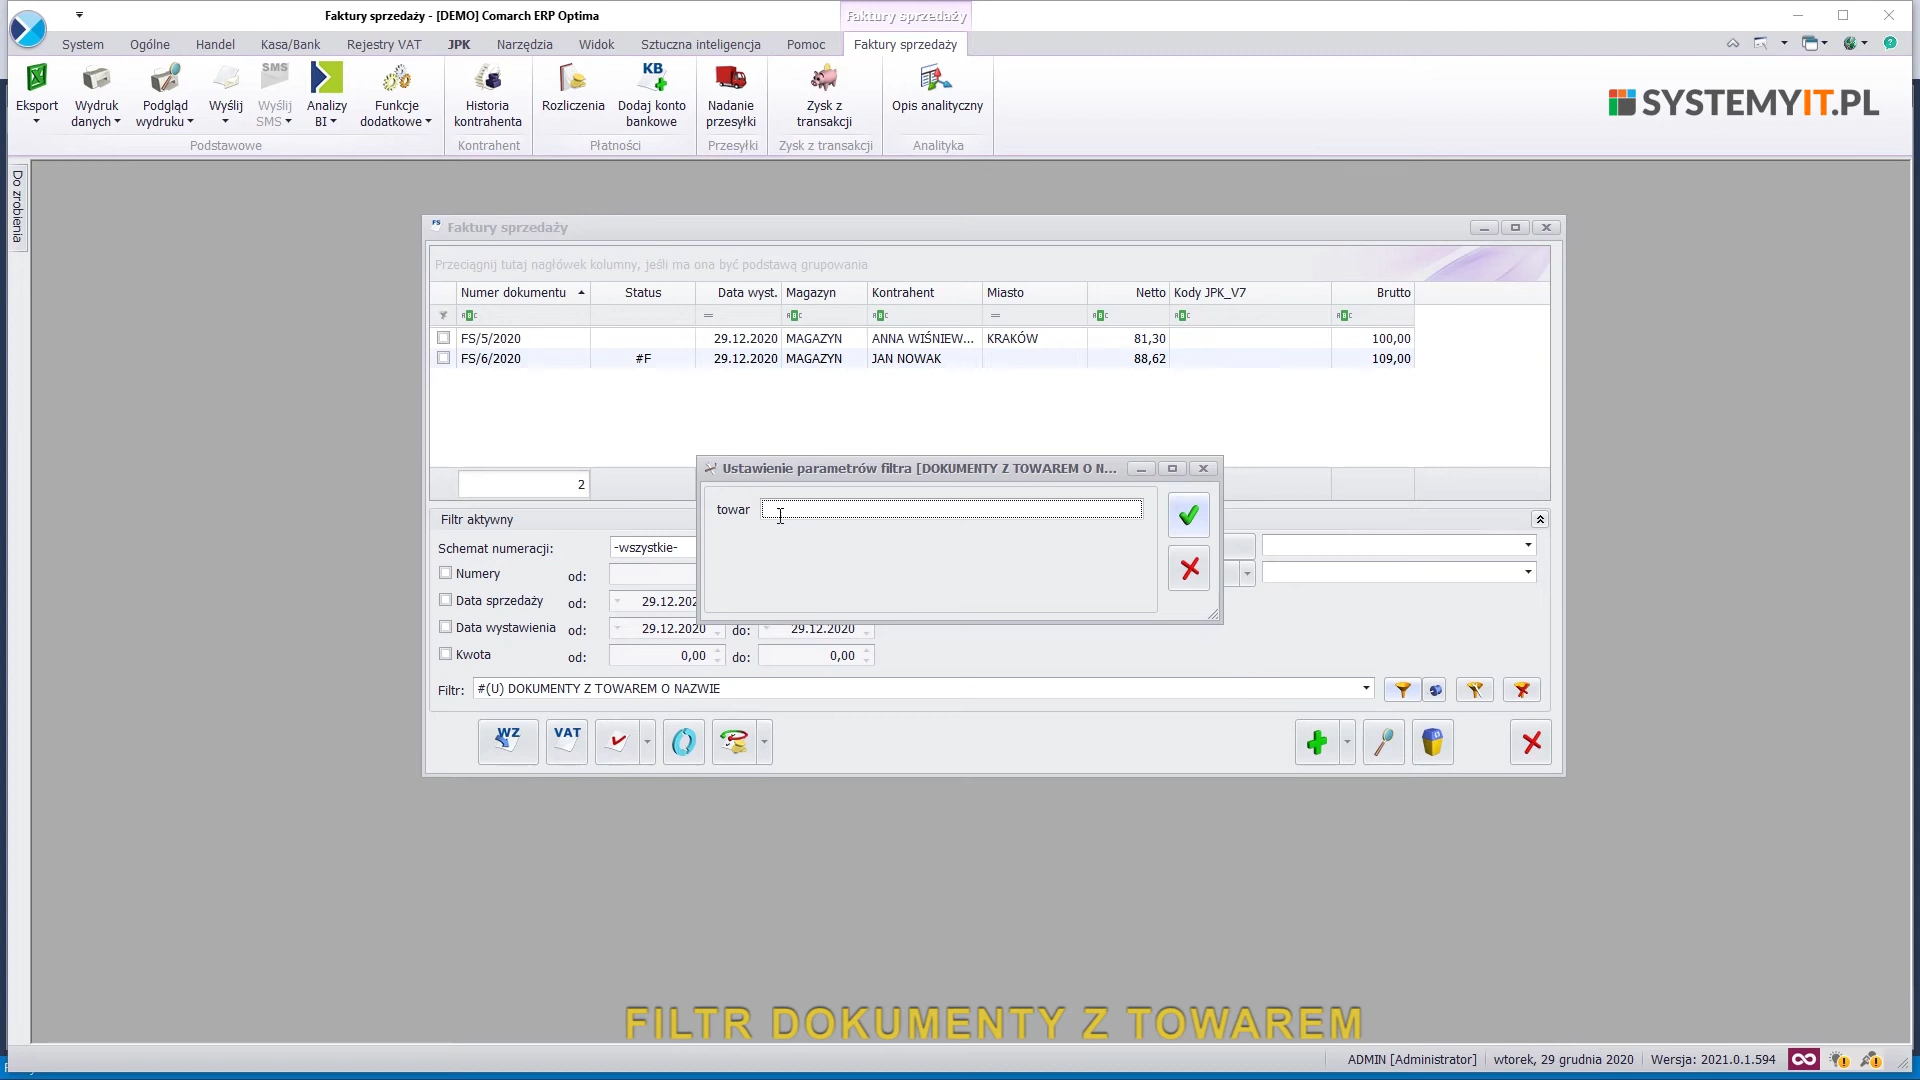 Faktury sprzedaży - [DEMO] Comarch ERP Optima
Faktury sprzedaży
System Ogólne Handel Kasa/Bank Rejestry VAT JPK Narzędzia Widok Sztuczna inteligencja Pomoc Faktury sprzedaży
Eksport
Wydruk danych
Podgląd wydruku
Wyślij
SMS
Wyślij SMS
Analizy BI
Funkcje dodatkowe
Historia kontrahenta
Rozliczenia
KB
Dodaj konto bankowe
Nadanie przesyłki
Zysk z transakcji
Opis analityczny
Podstawowe Kontrahent Płatności Przesyłki Zysk z transakcji Analityka
SYSTEMYIT.PL
Do zrobienia
FS Faktury sprzedaży
Przeciągnij tutaj nagłówek kolumny, jeśli ma ona być podstawą grupowania
Numer dokumentu Status Data wyst. Magazyn Kontrahent Miasto Netto Kody JPK_V7 Brutto
FS/5/2020 29.12.2020 MAGAZYN ANNA WIŚNIEW... KRAKÓW 81,30 100,00
FS/6/2020 #F 29.12.2020 MAGAZYN JAN NOWAK 88,62 109,00
2
Ustawienie parametrów filtra [DOKUMENTY Z TOWAREM O N...
towar
Filtr aktywny
Schemat numeracji: -wszystkie-
Numery od:
Data sprzedaży od: 29.12.202
Data wystawienia od: 29.12.2020 do: 29.12.2020
Kwota od: 0,00 do: 0,00
Filtr: #(U) DOKUMENTY Z TOWAREM O NAZWIE
WZ VAT
FILTR DOKUMENTY Z TOWAREM
ADMIN [Administrator] wtorek, 29 grudnia 2020 Wersja: 2021.0.1.594